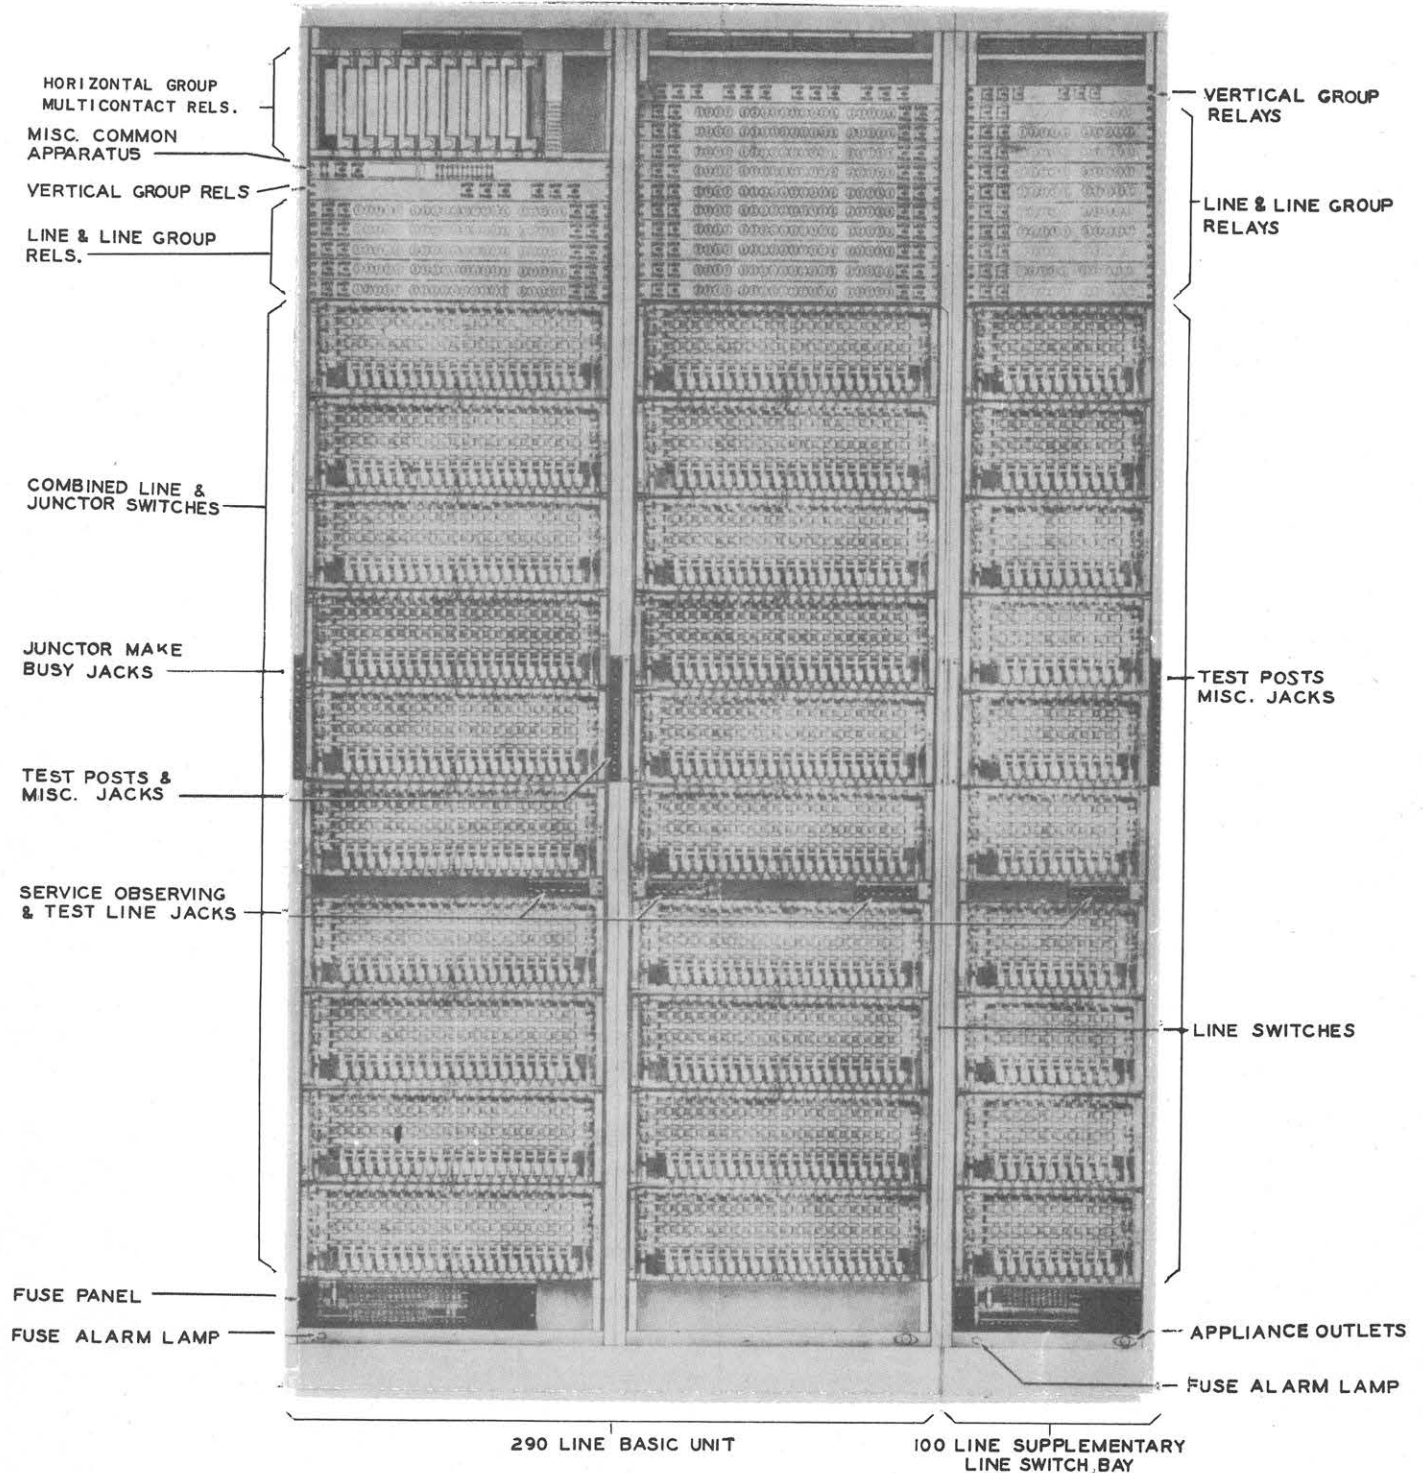 HORIZONTAL GROUP
MULTICONTACT RELS.
MISC. COMMON
APPARATUS
VERTICAL GROUP RELS
LINE & LINE GROUP
RELS.
COMBINED LINE &
JUNCTOR SWITCHES
JUNCTOR MAKE
BUSY JACKS
TEST POSTS &
MISC. JACKS
SERVICE OBSERVING
& TEST LINE JACKS
FUSE PANEL
FUSE ALARM LAMP
VERTICAL GROUP
RELAYS
LINE & LINE GROUP
RELAYS
TEST POSTS
MISC. JACKS
LINE SWITCHES
APPLIANCE OUTLETS
FUSE ALARM LAMP
290 LINE BASIC UNIT
100 LINE SUPPLEMENTARY
LINE SWITCH BAY